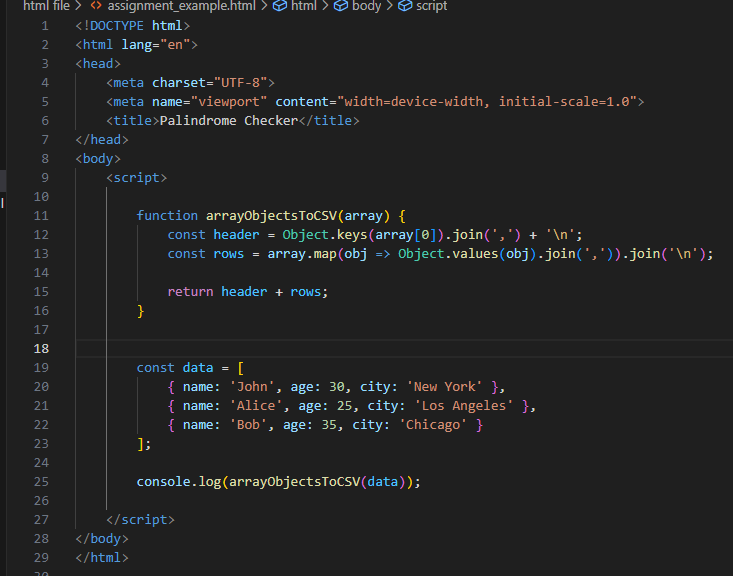 html file > <> assignment_example.html > html > body > script
1 <!DOCTYPE html>
2 <html lang="en">
3 <head>
4     <meta charset="UTF-8">
5     <meta name="viewport" content="width=device-width, initial-scale=1.0">
6     <title>Palindrome Checker</title>
7 </head>
8 <body>
9     <script>
10
11         function arrayObjectsToCSV(array) {
12             const header = Object.keys(array[0]).join(',') + '\n';
13             const rows = array.map(obj => Object.values(obj).join(',')).join('\n');
14
15             return header + rows;
16         }
17
18
19         const data = [
20             { name: 'John', age: 30, city: 'New York' },
21             { name: 'Alice', age: 25, city: 'Los Angeles' },
22             { name: 'Bob', age: 35, city: 'Chicago' }
23         ];
24
25         console.log(arrayObjectsToCSV(data));
26
27     </script>
28 </body>
29 </html>
30